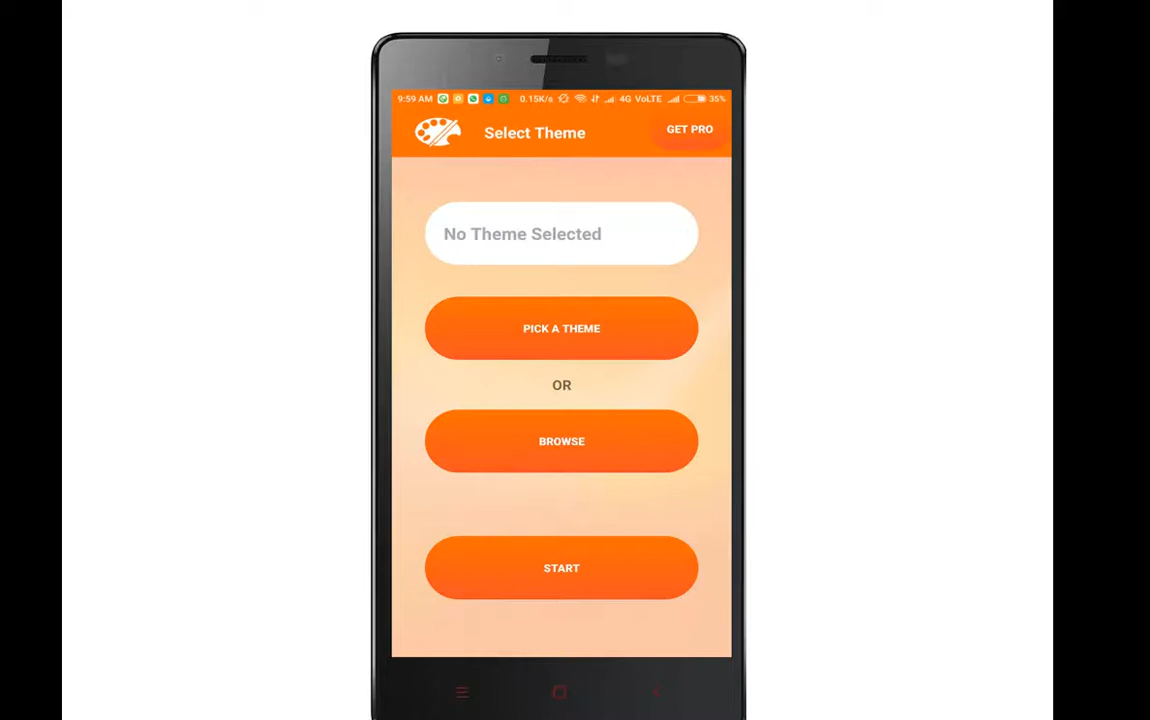 9:59 AM 0.15K/s 4G VoLTE 35%
Select Theme GET PRO
No Theme Selected
PICK A THEME
OR
BROWSE
START